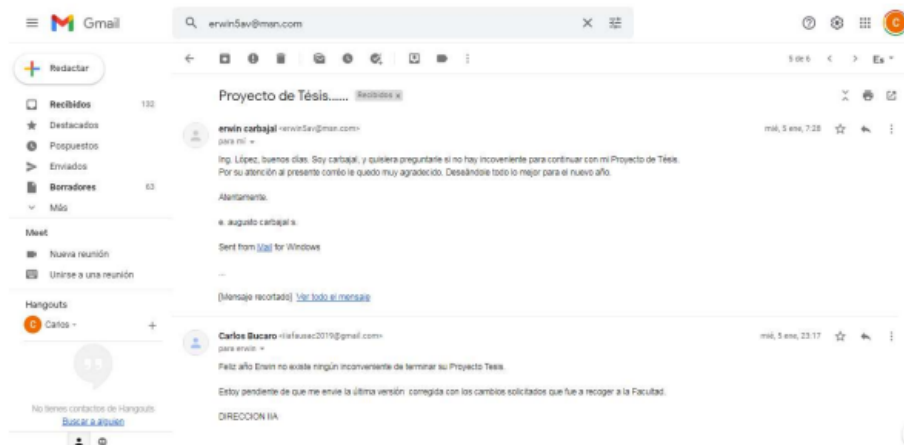 Gmail
erwin5av@msn.com
Redactar
5 de 6
Es
Recibidos 132
Destacados
Pospuestos
Enviados
Borradores 63
Más
Meet
Nueva reunión
Unirse a una reunión
Hangouts
C Carlos
No tienes contactos de Hangouts
Buscar a alguien
C
Proyecto de Tésis...... Recibidos x
erwin carbajal <erwin5av@msn.com>
mié, 5 ene, 7:28
para mí
Ing. López, buenos días. Soy carbajal, y quisiera preguntarle si no hay incoveniente para continuar con mi Proyecto de Tésis.
Por su atención al presente corréo le quedo muy agradecido. Deseándole todo lo mejor para el nuevo año.
Atentamente,
e. augusto carbajal s.
Sent from Mail for Windows
...
[Mensaje recortado] Ver todo el mensaje
Carlos Bucaro <iiafausac2019@gmail.com>
mié, 5 ene, 23:17
para erwin
Feliz año Erwin no existe ningún inconveniente de terminar su Proyecto Tesis.
Estoy pendiente de que me envie la última versión corregida con los cambios solicitados que fue a recoger a la Facultad.
DIRECCION IIA